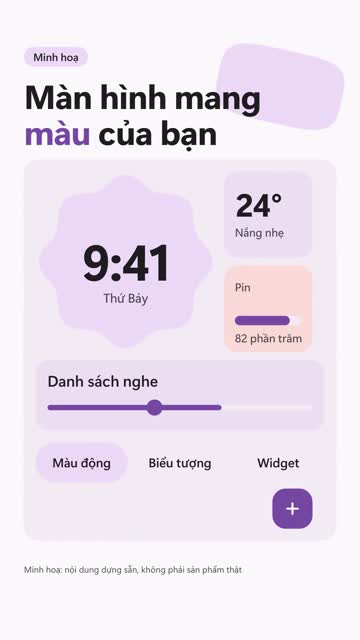 Minh hoạ
Màn hình mang
màu của bạn
9:41
Thứ Bảy
24°
Nắng nhẹ
Pin
82 phần trăm
Danh sách nghe
Màu động
Biểu tượng
Widget
Minh hoạ: nội dung dựng sẵn, không phải sản phẩm thật